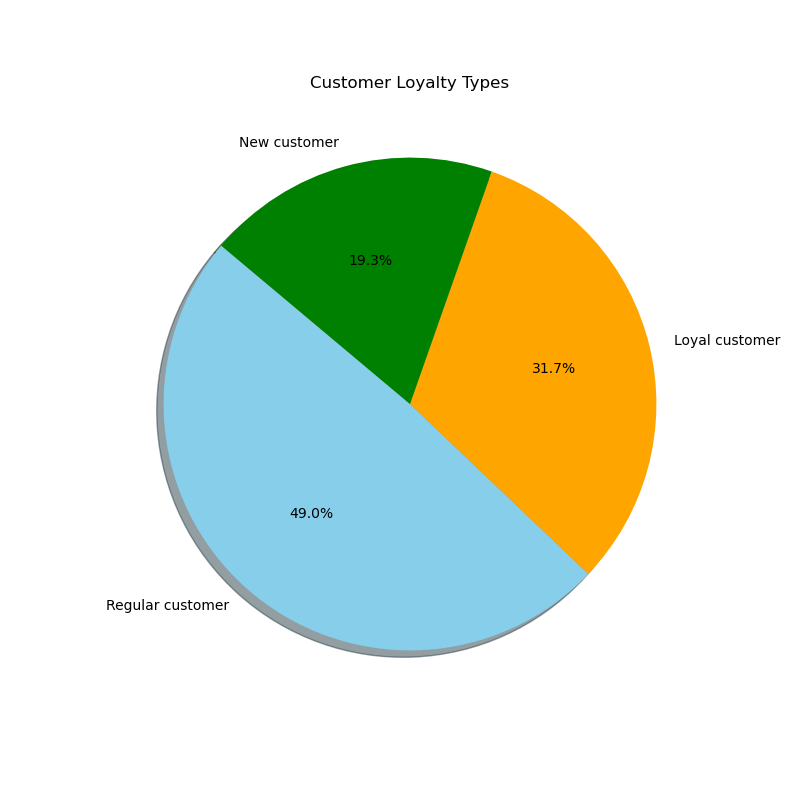 Customer Loyalty Types
New customer
19.3%
Loyal customer
31.7%
49.0%
Regular customer